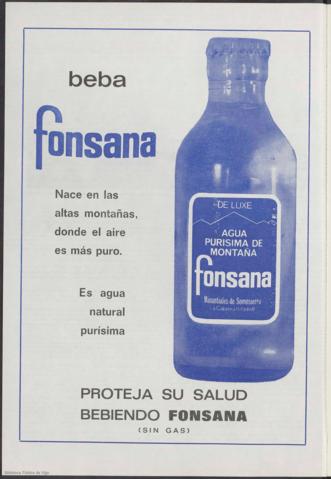 beba
fonsana
Nace en las
altas montañas,
donde el aire
es más puro.
Es agua
natural
purísima
DE LUXE
AGUA
PURISIMA DE
MONTAÑA
fonsana
Manantiales de Somosierra
PROTEJA SU SALUD
BEBIENDO FONSANA
(SIN GAS)
Biblioteca Pública de Vigo